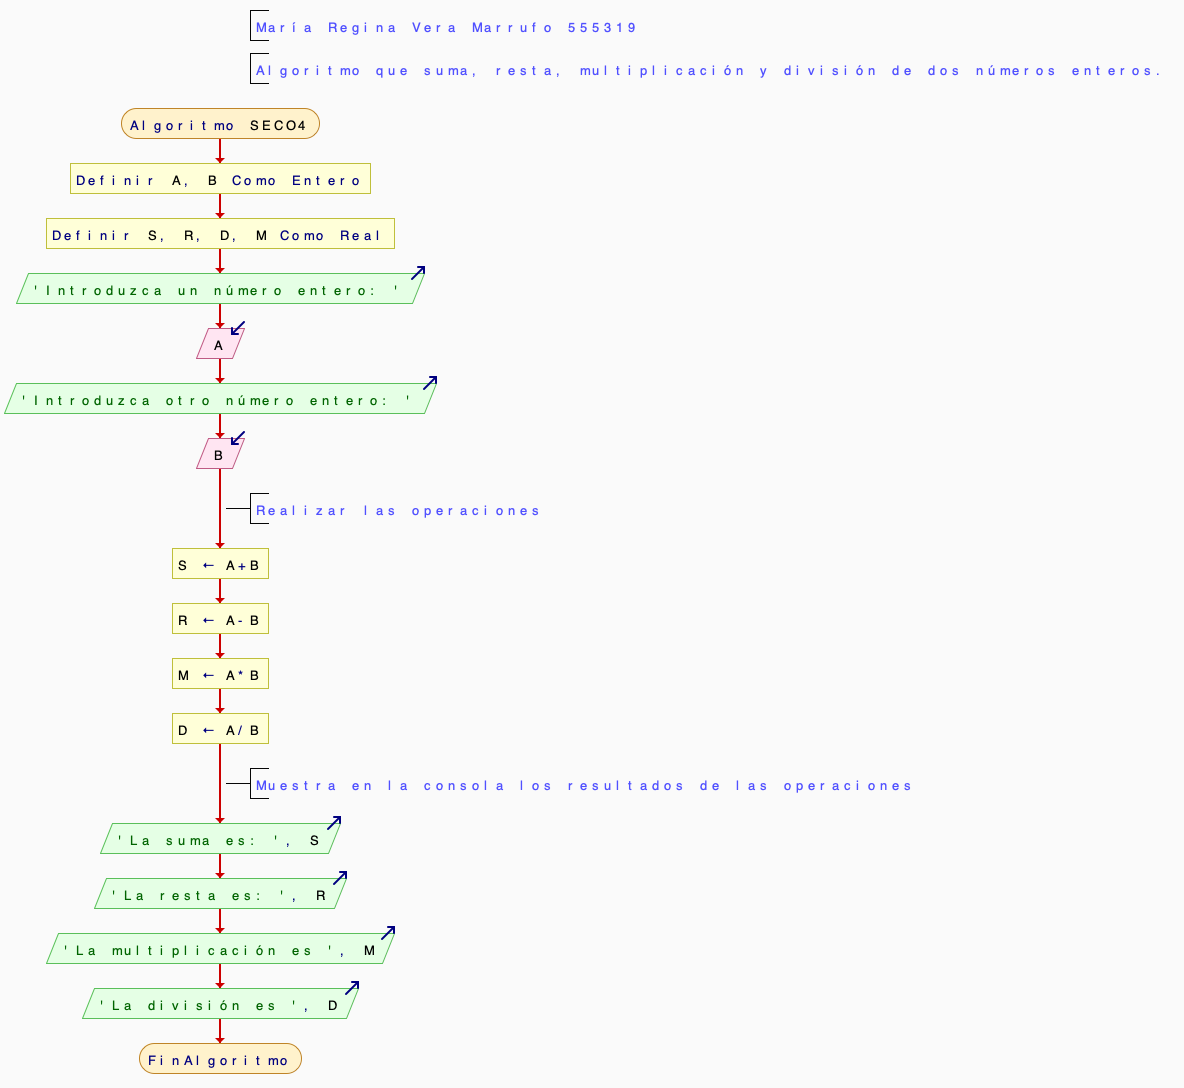 María Regina Vera Marrufo 555319
Algoritmo que suma, resta, multiplicación y división de dos números enteros.
Algoritmo SECO4
Definir A, B Como Entero
Definir S, R, D, M Como Real
'Introduzca un número entero: '
A
'Introduzca otro número entero: '
B
Realizar las operaciones
S ← A+B
R ← A-B
M ← A*B
D ← A/B
Muestra en la consola los resultados de las operaciones
'La suma es: ', S
'La resta es: ', R
'La multiplicación es ', M
'La división es ', D
FinAlgoritmo